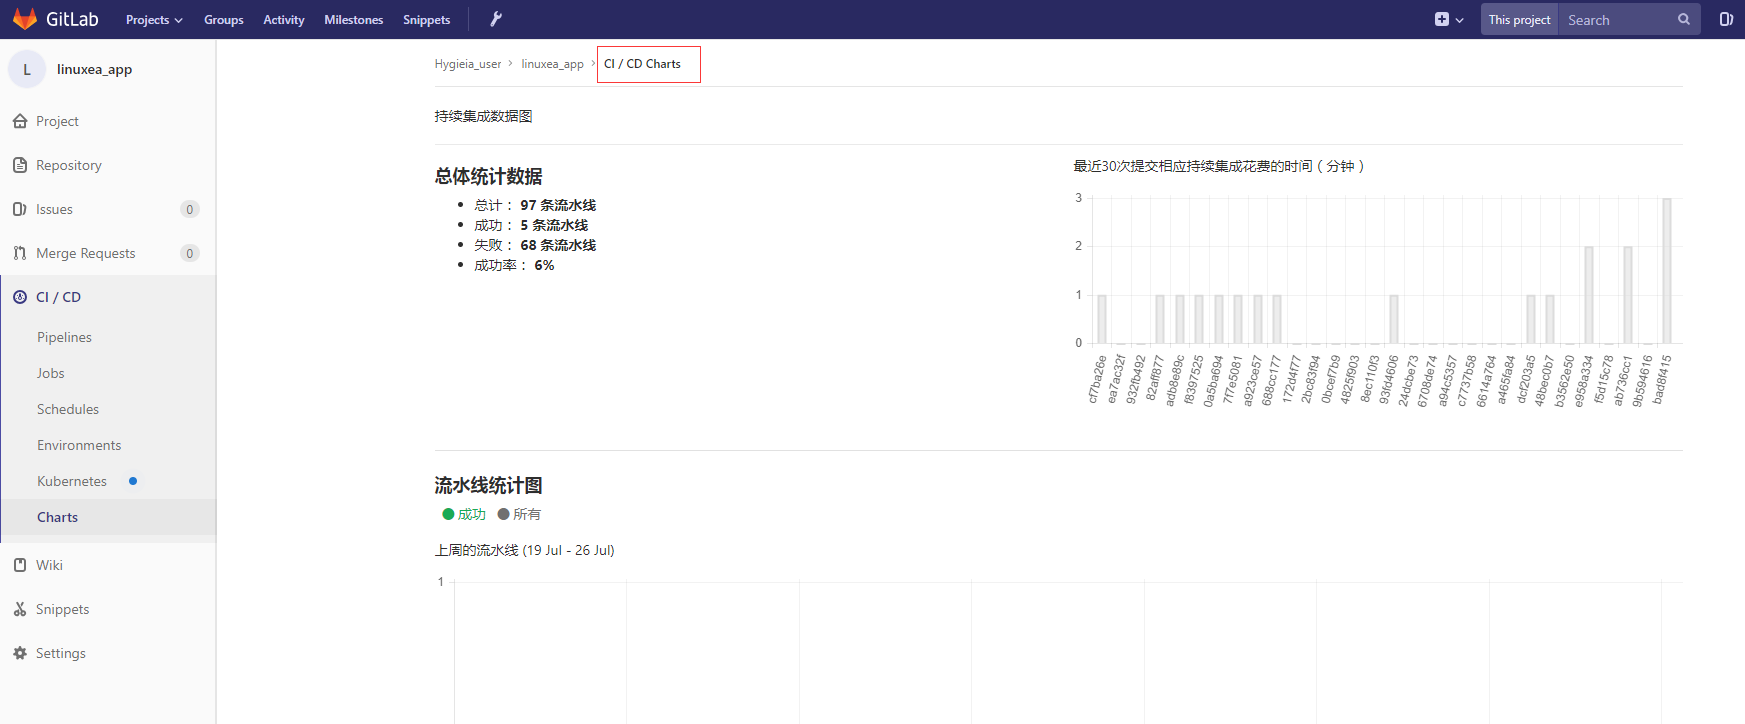 GitLab Projects Groups Activity Milestones Snippets This project Search
L linuxea_app
Project
Repository
Issues 0
Merge Requests 0
CI / CD
Pipelines
Jobs
Schedules
Environments
Kubernetes
Charts
Wiki
Snippets
Settings
Hygieia_user > linuxea_app > CI / CD Charts
持续集成数据图
总体统计数据
• 总计： 97 条流水线
• 成功： 5 条流水线
• 失败： 68 条流水线
• 成功率： 6%
最近30次提交相应持续集成花费的时间（分钟）
3
2
1
0
cf7ba26e
ea7ac32f
932fb492
82aff877
adb8e89c
f8397525
0a5ba694
7f7e5081
a923ce57
688cc177
172d4f77
2bc83f94
0bcef7b9
4825f903
8ec110f3
93fd4606
24dcbe73
6708de74
a94c5357
c7737b58
6614a764
a465fa84
dcf203a5
48bec0b7
b3562e50
e958a334
f5d15c78
ab736cc1
9b594616
bad8f415
流水线统计图
成功 所有
上周的流水线 (19 Jul - 26 Jul)
1